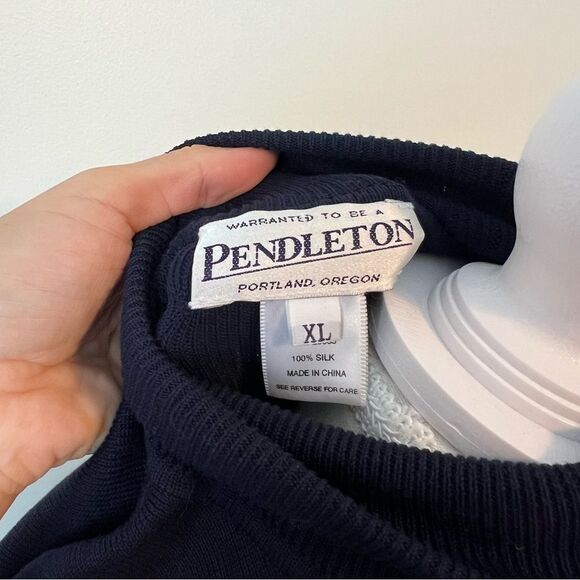 WARRANTED TO BE A
PENDLETON
PORTLAND, OREGON
XL
100% SILK
MADE IN CHINA
SEE REVERSE FOR CARE